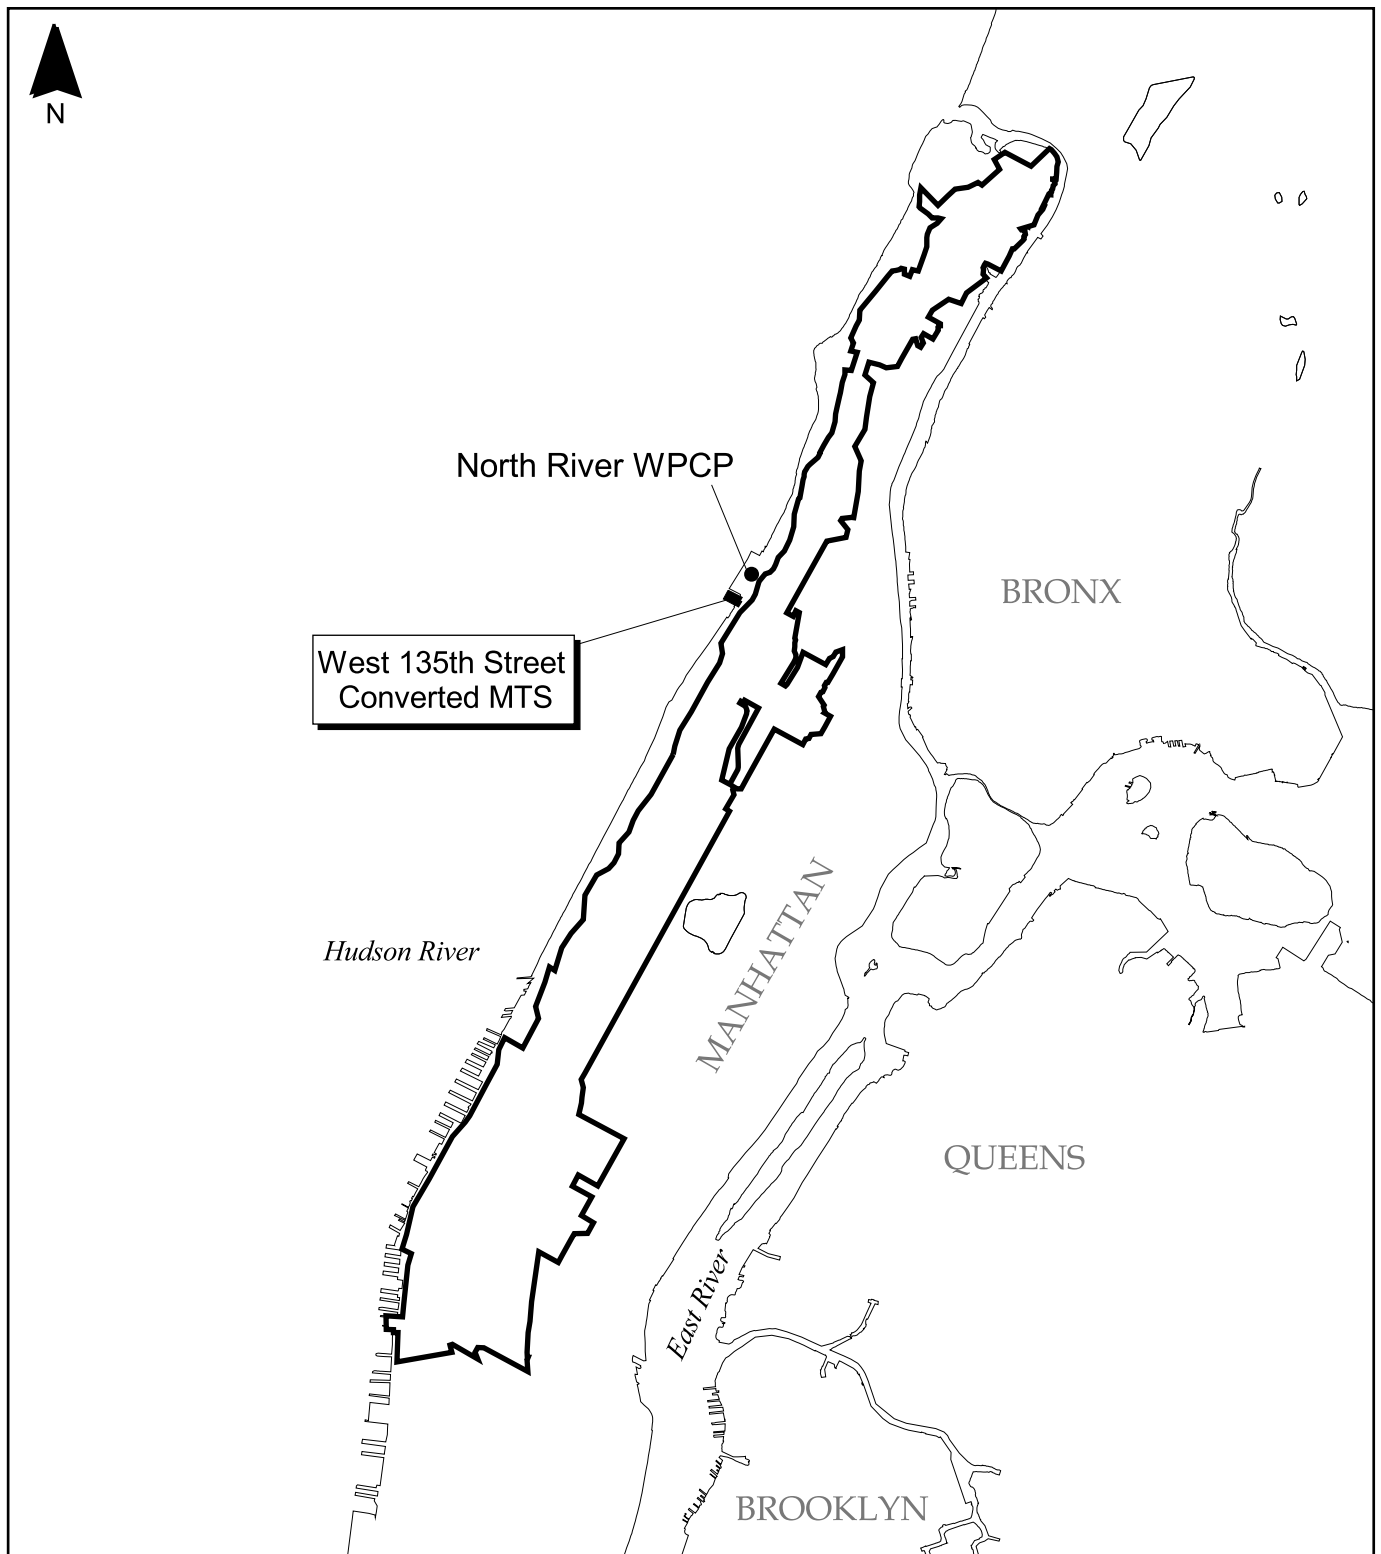 N
North River WPCP
BRONX
West 135th Street
Converted MTS
MANHATTAN
Hudson River
QUEENS
East River
BROOKLYN